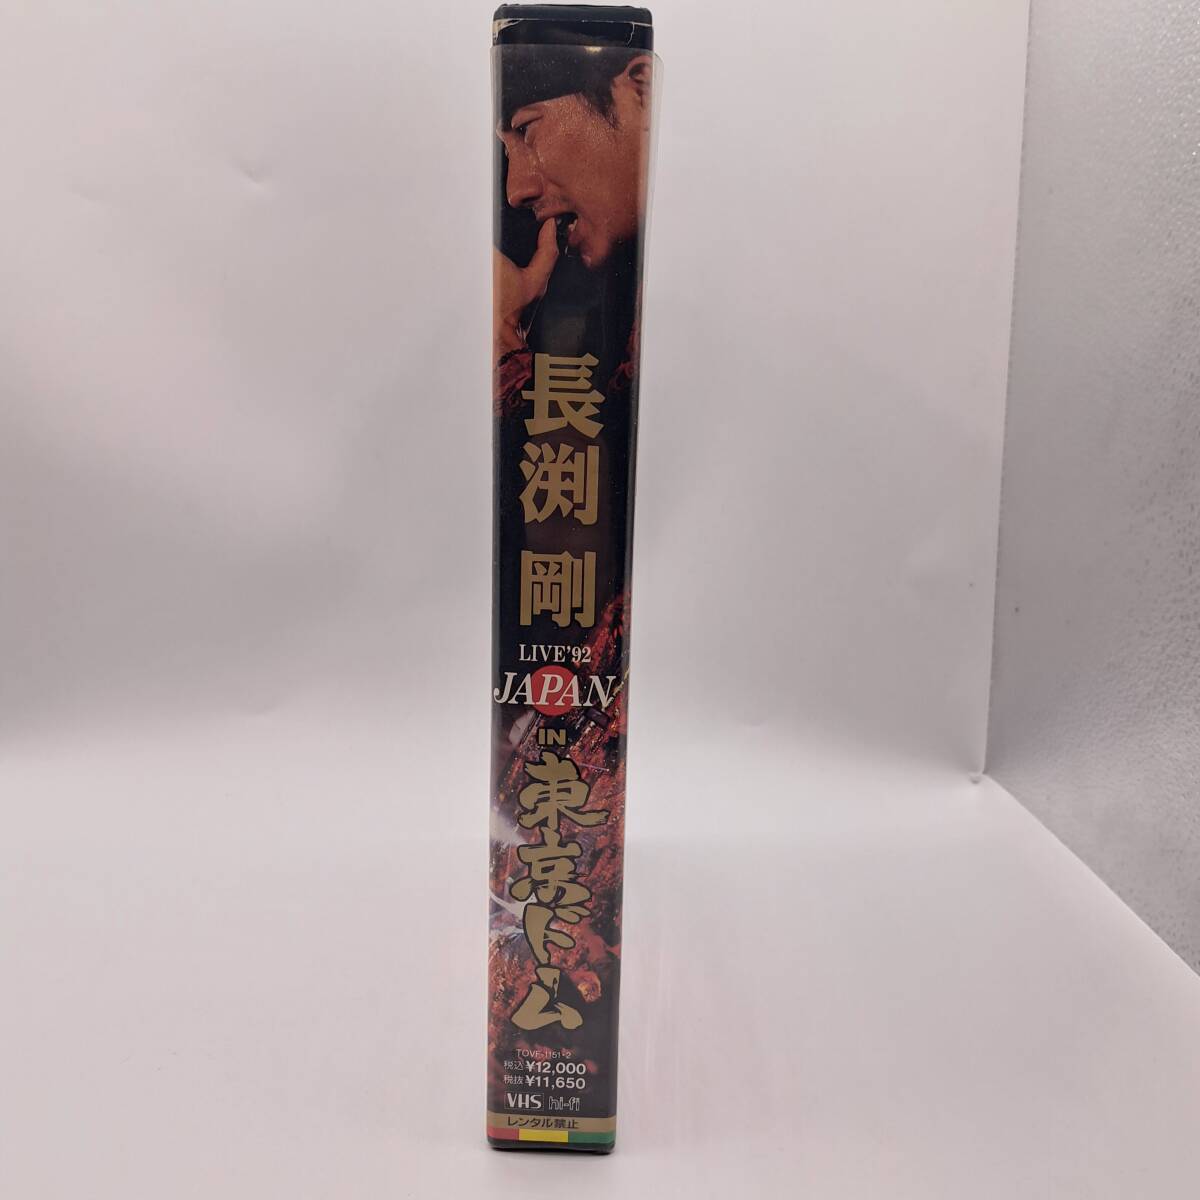 長渕 剛
LIVE'92
JAPAN
IN
東京ドーム
TOVF-1151・2
税込¥12,000
税抜¥11,650
VHS hi-fi
レンタル禁止